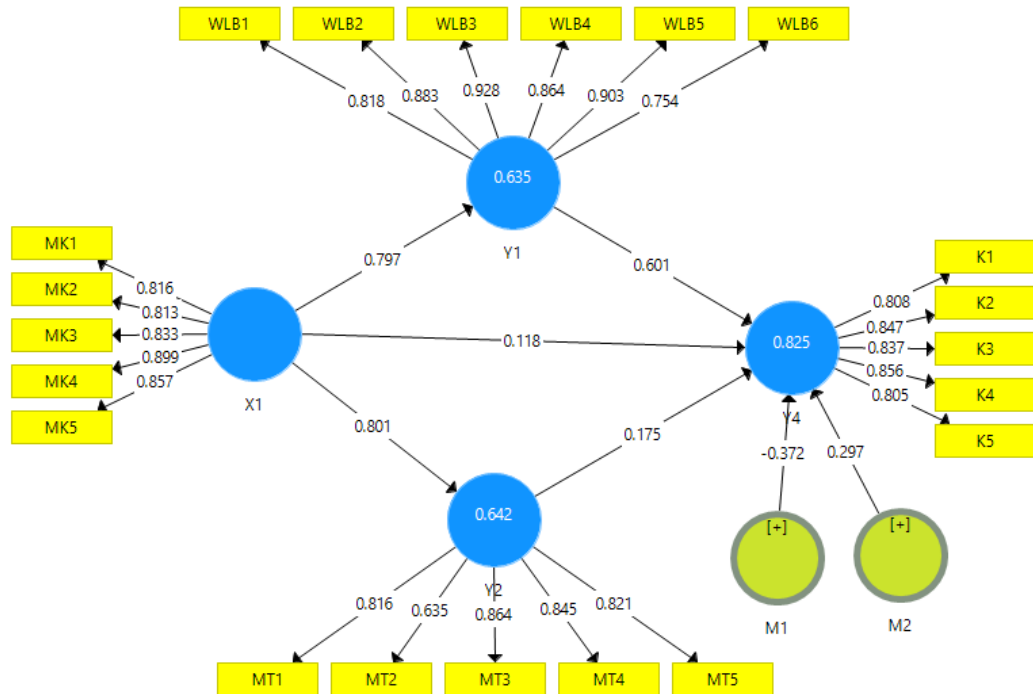 WLB1 WLB2 WLB3 WLB4 WLB5 WLB6
0.818 0.883 0.928 0.864 0.903 0.754
0.635
Y1
MK1
MK2
MK3
MK4
MK5
0.816
0.813
0.833
0.899
0.857
X1
0.797
0.601
0.118
0.801
0.175
0.825
Y4
0.808
0.847
0.837
0.856
0.805
K1
K2
K3
K4
K5
-0.372
0.297
[+]
M1
[+]
M2
0.642
Y2
0.816 0.635 0.864 0.845 0.821
MT1 MT2 MT3 MT4 MT5